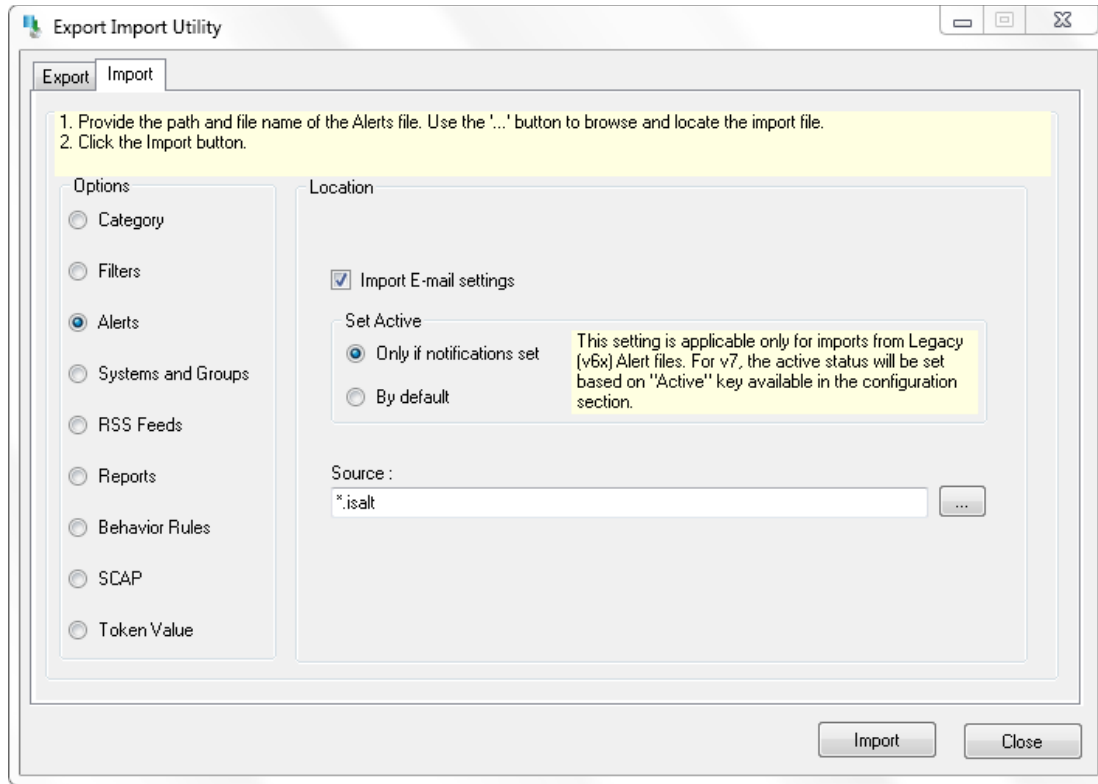 Export Import Utility
Export
Import
1. Provide the path and file name of the Alerts file. Use the '...' button to browse and locate the import file.
2. Click the Import button.
Options
Category
Filters
Alerts
Systems and Groups
RSS Feeds
Reports
Behavior Rules
SCAP
Token Value
Location
Import E-mail settings
Set Active
Only if notifications set
By default
This setting is applicable only for imports from Legacy
(v6x) Alert files. For v7, the active status will be set
based on "Active" key available in the configuration
section.
Source :
*.isalt
...
Import
Close